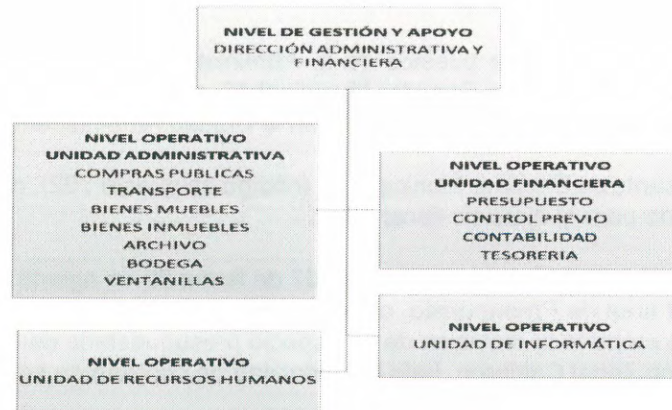 NIVEL DE GESTIÓN Y APOYO
DIRECCIÓN ADMINISTRATIVA Y
FINANCIERA
NIVEL OPERATIVO
UNIDAD ADMINISTRATIVA
COMPRAS PUBLICAS
TRANSPORTE
BIENES MUEBLES
BIENES INMUEBLES
ARCHIVO
BODEGA
VENTANILLAS
NIVEL OPERATIVO
UNIDAD FINANCIERA
PRESUPUESTO
CONTROL PREVIO
CONTABILIDAD
TESORERIA
NIVEL OPERATIVO
UNIDAD DE INFORMÁTICA
NIVEL OPERATIVO
UNIDAD DE RECURSOS HUMANOS